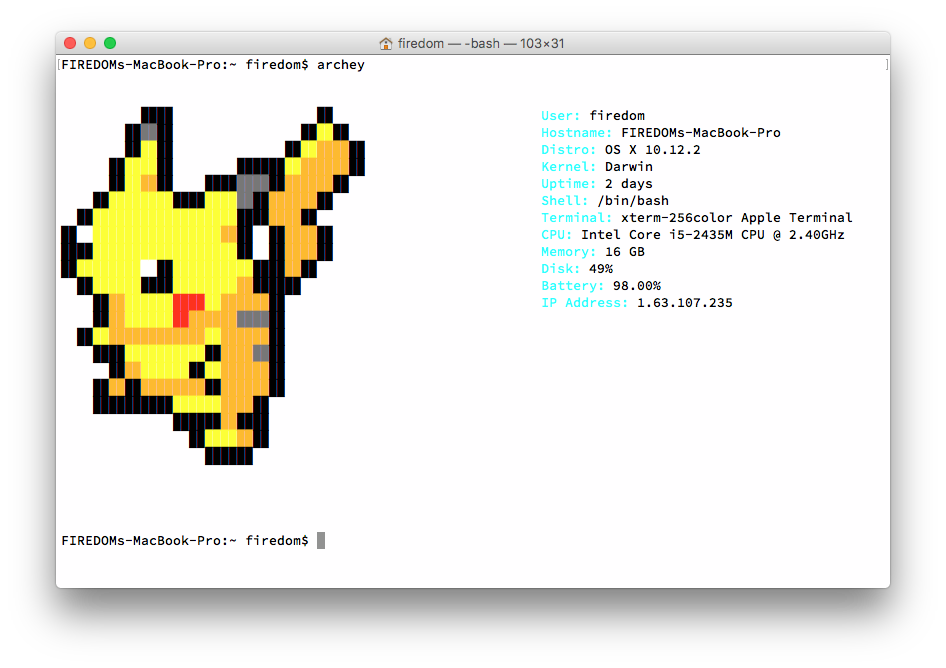 firedom — -bash — 103×31
FIREDOMs-MacBook-Pro:~ firedom$ archey
User: firedom
Hostname: FIREDOMs-MacBook-Pro
Distro: OS X 10.12.2
Kernel: Darwin
Uptime: 2 days
Shell: /bin/bash
Terminal: xterm-256color Apple Terminal
CPU: Intel Core i5-2435M CPU @ 2.40GHz
Memory: 16 GB
Disk: 49%
Battery: 98.00%
IP Address: 1.63.107.235
FIREDOMs-MacBook-Pro:~ firedom$